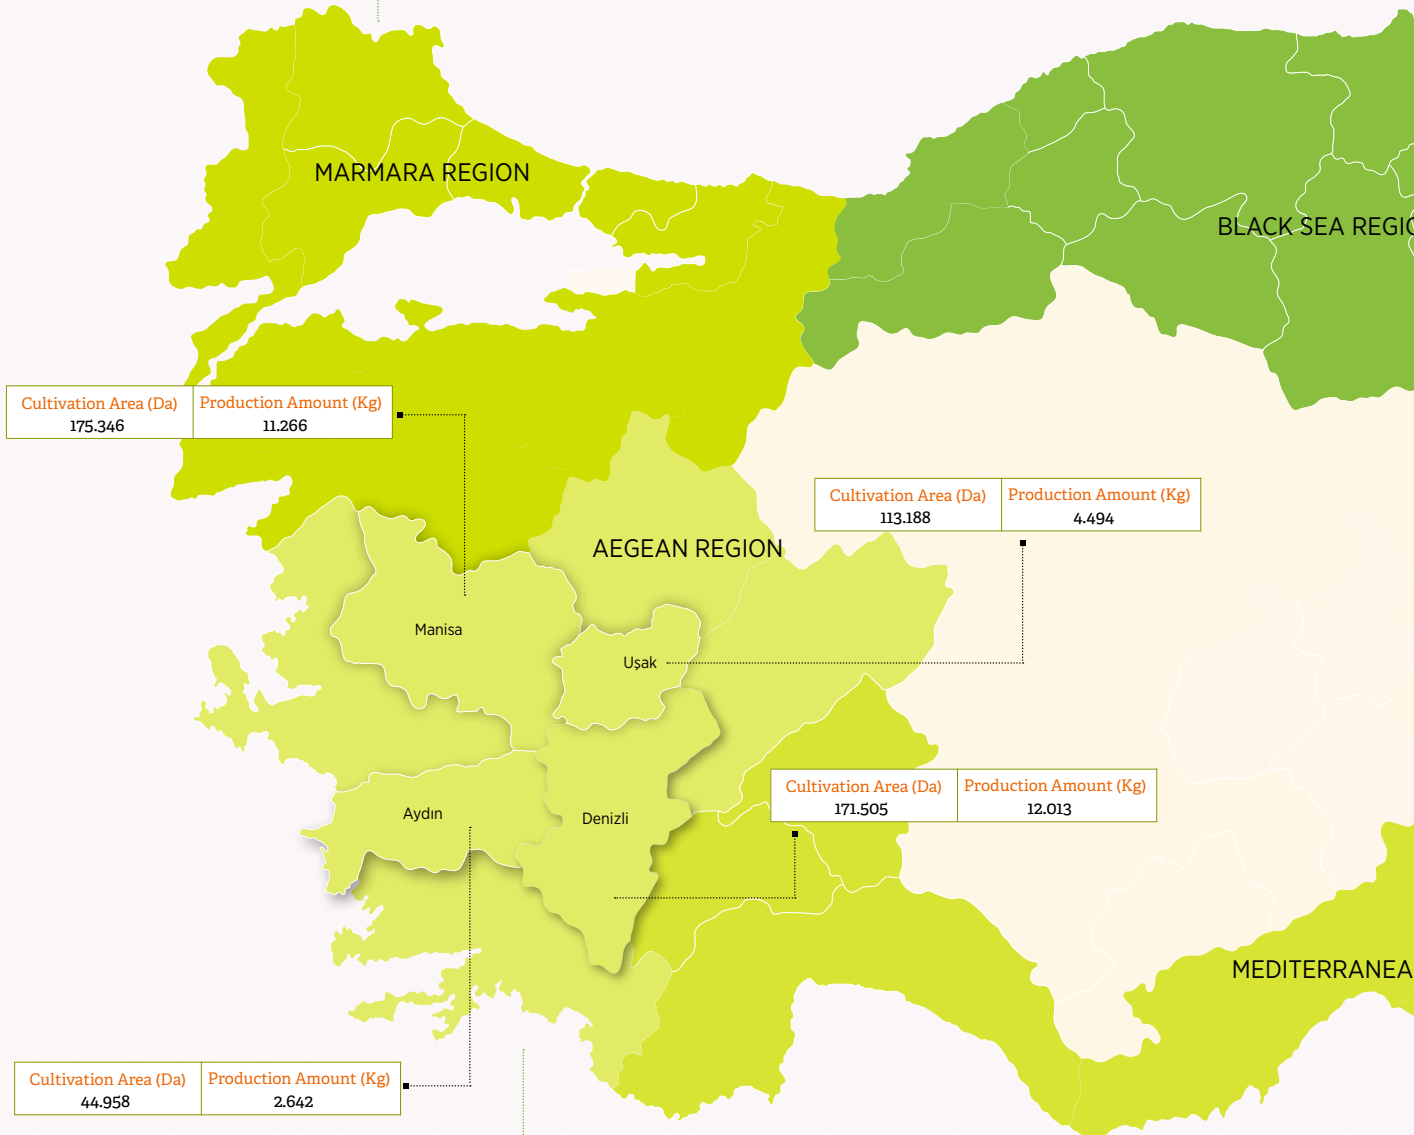 MARMARA REGION
BLACK SEA REGIO
Cultivation Area (Da) Production Amount (Kg)
175.346 11.266
Cultivation Area (Da) Production Amount (Kg)
113.188 4.494
AEGEAN REGION
Manisa
Uşak
Cultivation Area (Da) Production Amount (Kg)
171.505 12.013
Aydın
Denizli
MEDITERRANEA
Cultivation Area (Da) Production Amount (Kg)
44.958 2.642